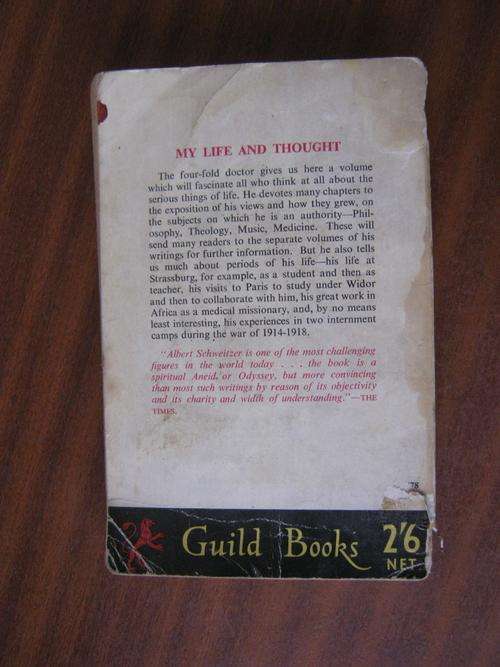 MY LIFE AND THOUGHT
The four-fold doctor gives us here a volume
which will fascinate all who think at all about the
serious things of life. He devotes many chapters to
the exposition of his views and how they grew, on
the subjects on which he is an authority—Phil-
osophy, Theology, Music, Medicine. These will
send many readers to the separate volumes of his
writings for further information. But he also tells
us much about periods of his life—his life at
Strassburg, for example, as a student and then as
teacher, his visits to Paris to study under Widor
and then to collaborate with him, his great work in
Africa as a medical missionary, and, by no means
least interesting, his experiences in two internment
camps during the war of 1914-1918.
"Albert Schweitzer is one of the most challenging
figures in the world today . . . the book is a
spiritual Aneid or Odyssey, but more convincing
than most such writings by reason of its objectivity
and its charity and width of understanding."—THE
TIMES.
78
Guild Books 2'6
NET